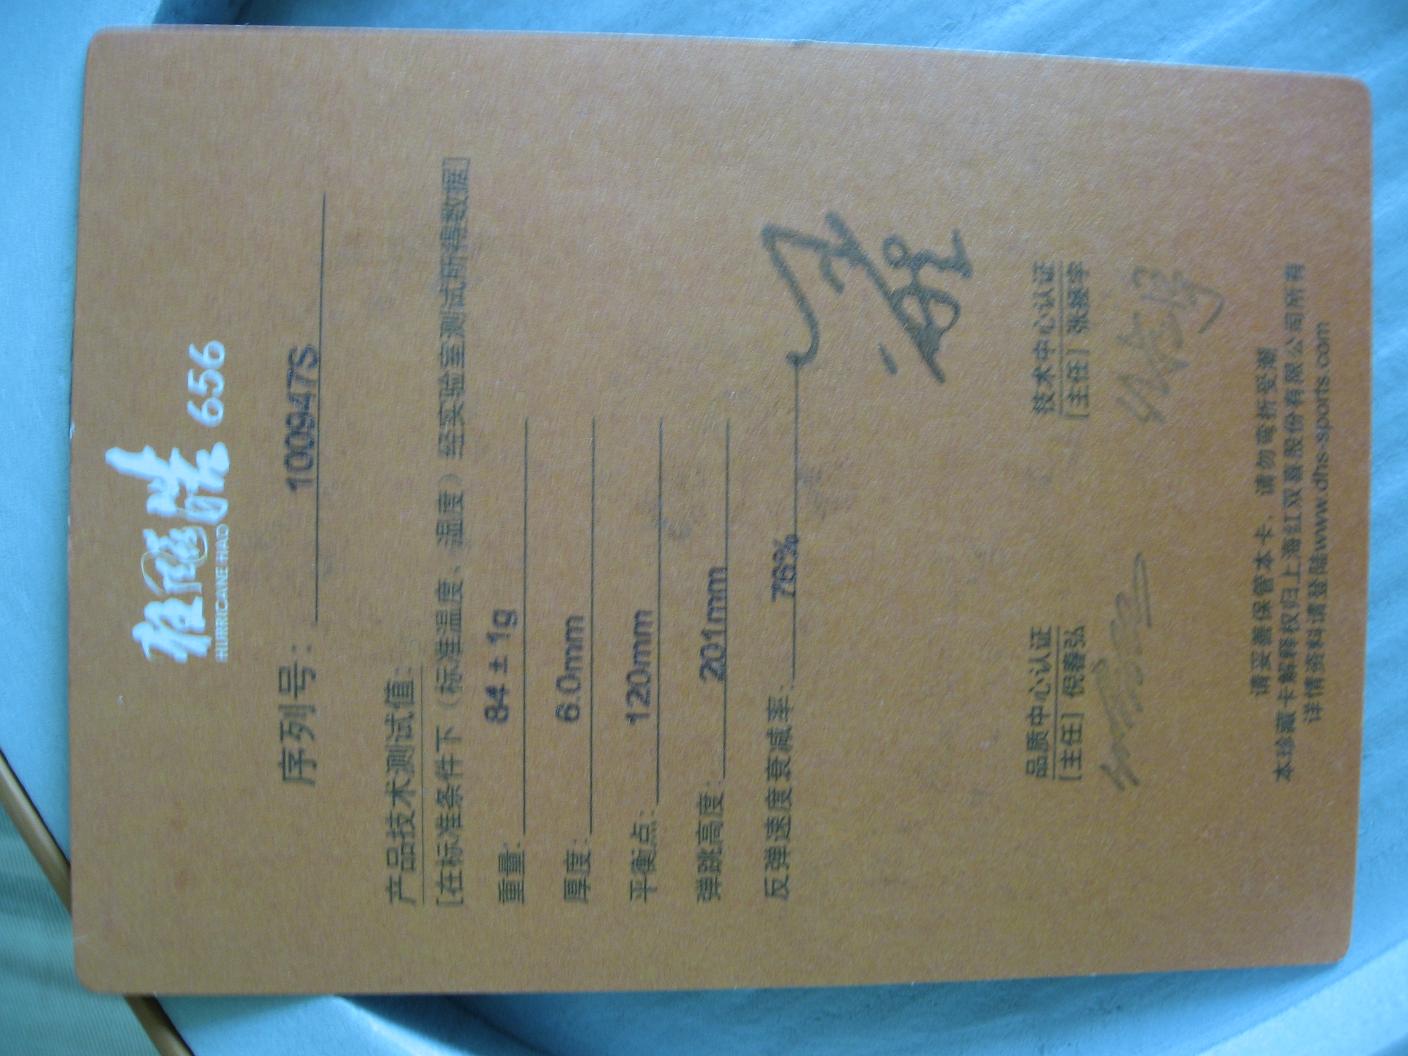 狂飚浩 656
HURRICANE HAO
序列号： 100947S
产品技术测试值：
[在标准条件下（标准温度、湿度）经实验室测试所得数据]
重量： 84 ± 1g
厚度： 6.0mm
平衡点： 120mm
弹跳高度： 201mm
反弹速度衰减率： 76%
品质中心认证 技术中心认证
[主任] 倪春弘 [主任] 张继宇
请妥善保管本卡，请勿弯折受潮
本珍藏卡解释权归上海红双喜股份有限公司所有
详情资料请登陆www.dhs-sports.com